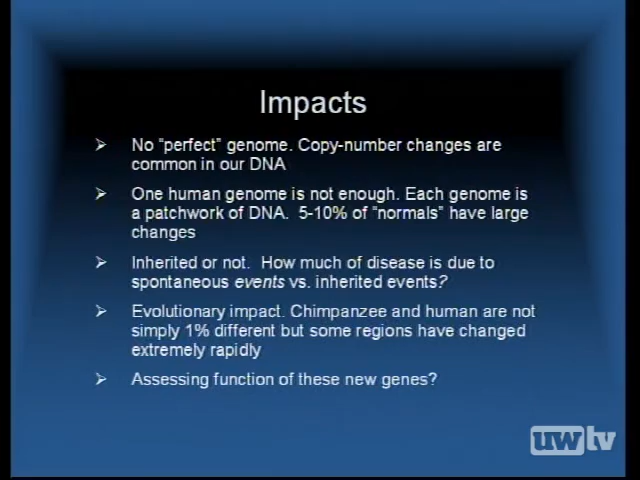 Impacts
No "perfect" genome. Copy-number changes are
common in our DNA
One human genome is not enough. Each genome is
a patchwork of DNA. 5-10% of "normals" have large
changes
Inherited or not. How much of disease is due to
spontaneous events vs. inherited events?
Evolutionary impact. Chimpanzee and human are not
simply 1% different but some regions have changed
extremely rapidly
Assessing function of these new genes?
uwtv